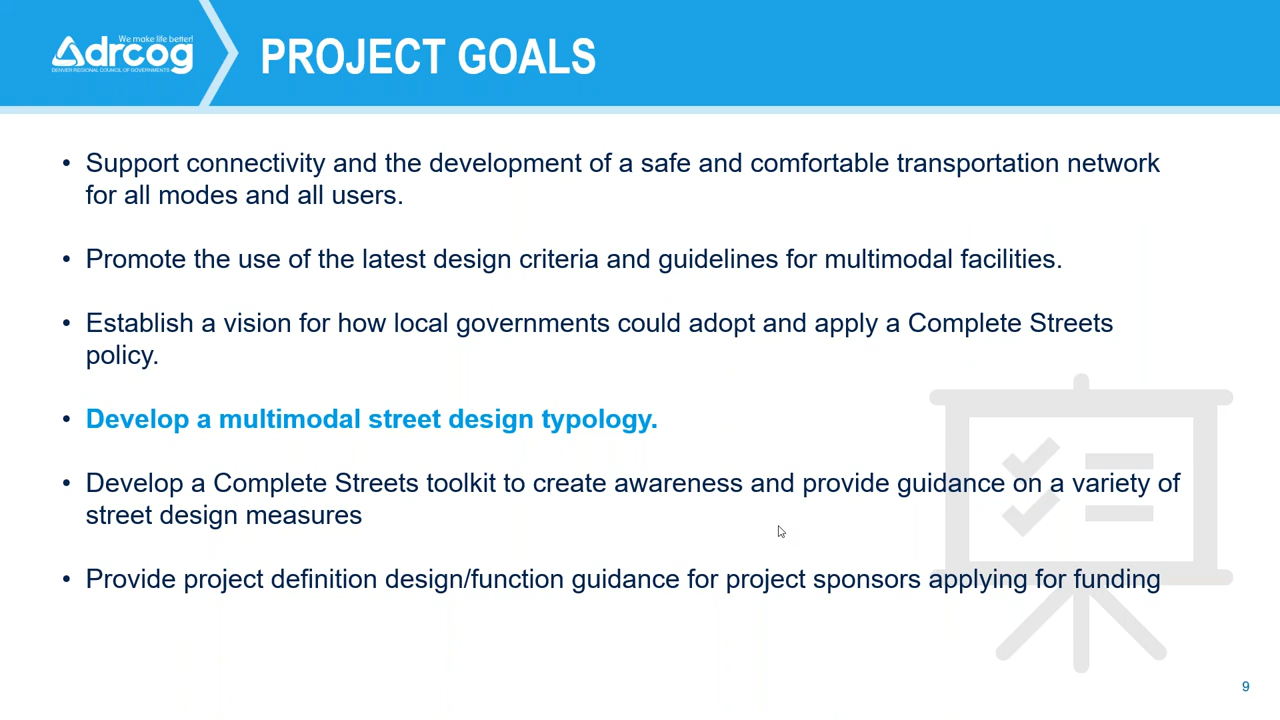 We make life better!
drcog
DENVER REGIONAL COUNCIL OF GOVERNMENTS
PROJECT GOALS
• Support connectivity and the development of a safe and comfortable transportation network
for all modes and all users.
• Promote the use of the latest design criteria and guidelines for multimodal facilities.
• Establish a vision for how local governments could adopt and apply a Complete Streets
policy.
• Develop a multimodal street design typology.
• Develop a Complete Streets toolkit to create awareness and provide guidance on a variety of
street design measures
• Provide project definition design/function guidance for project sponsors applying for funding
9